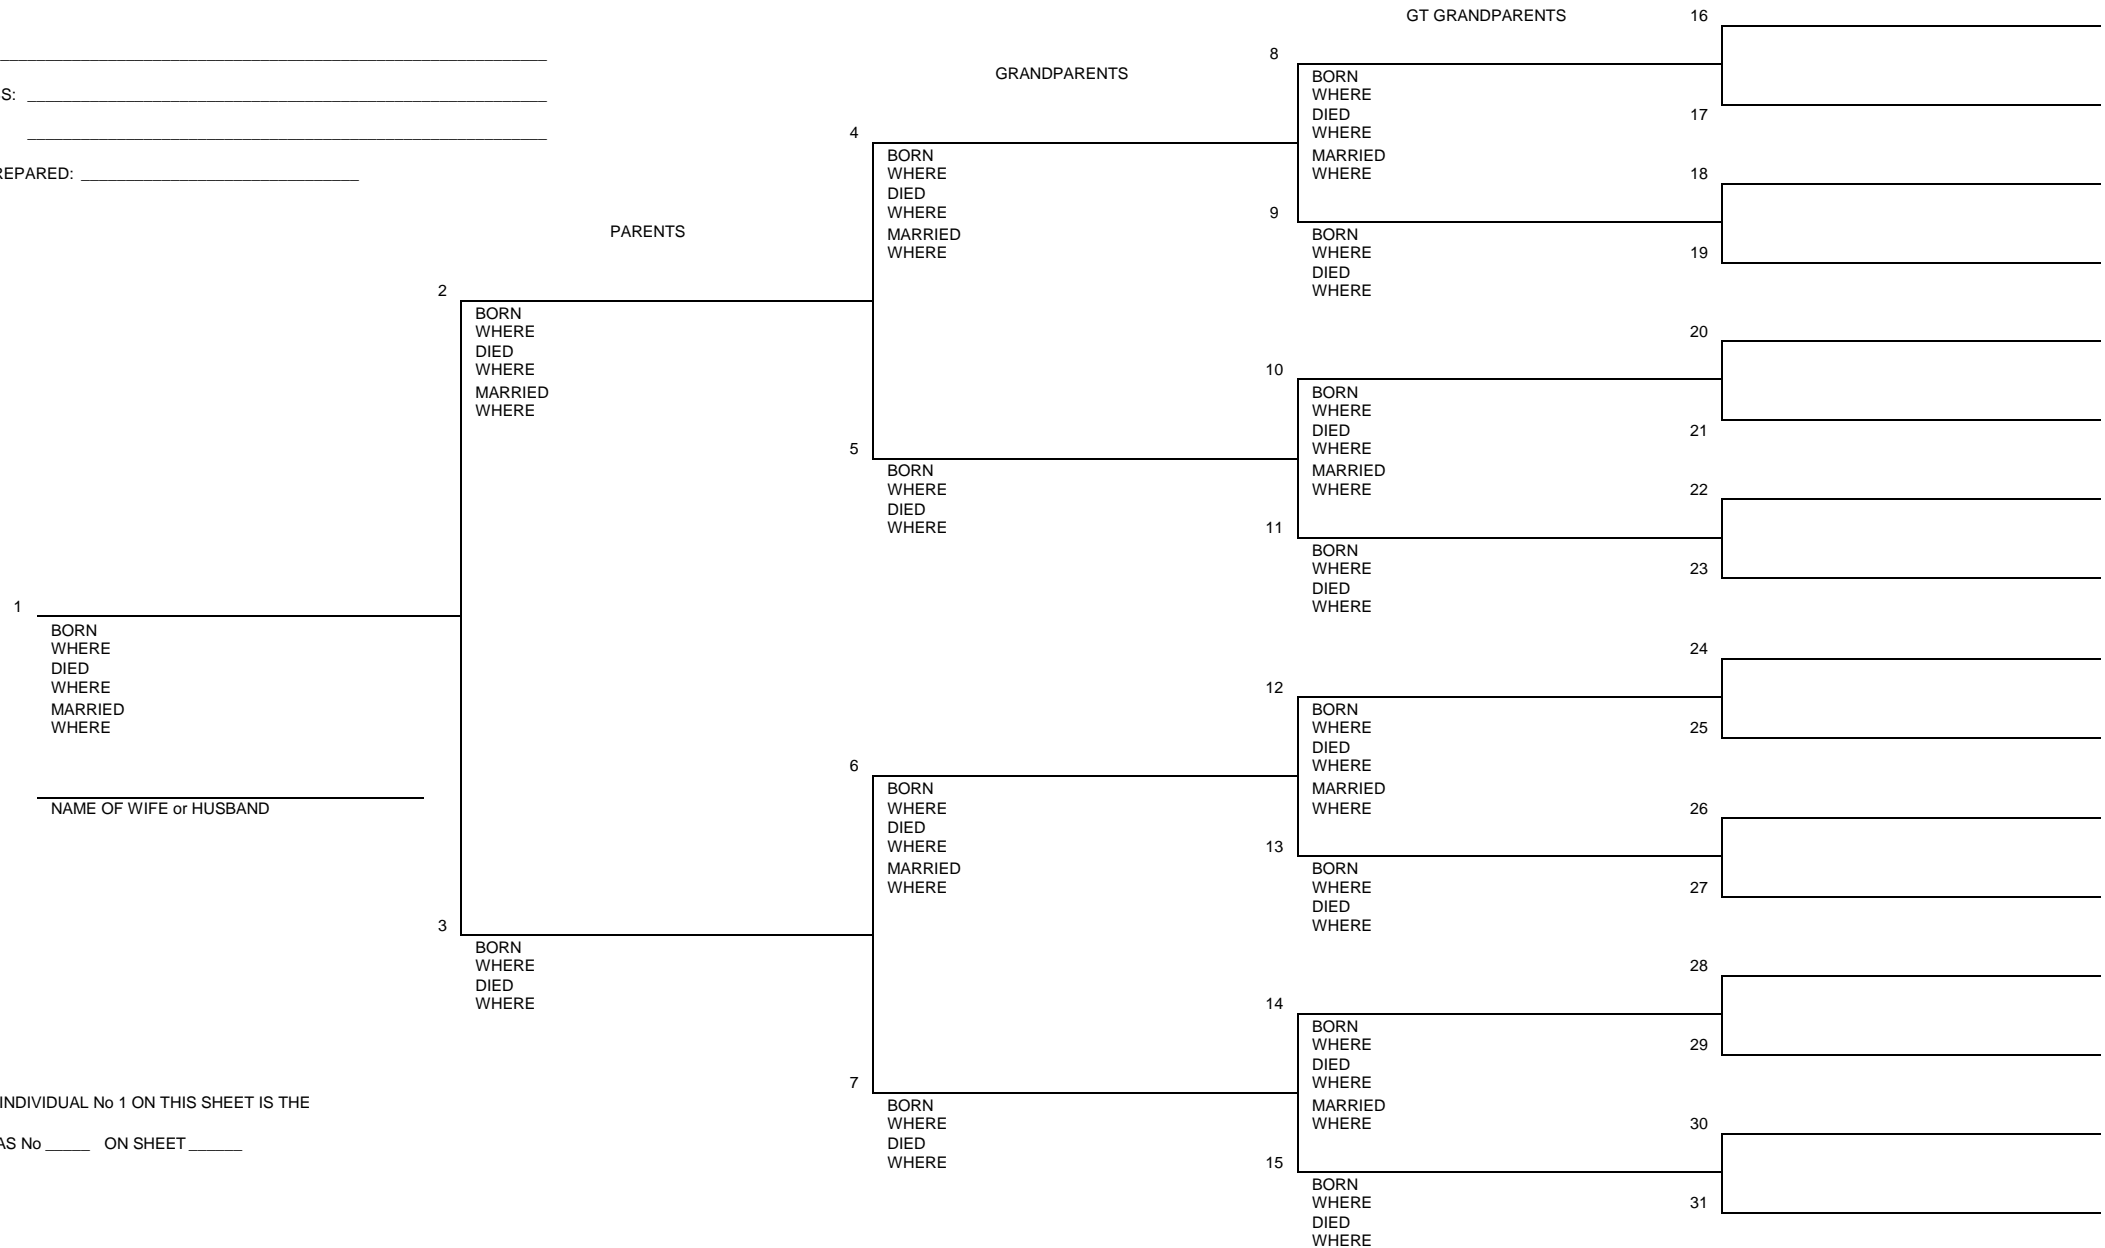 S: ____________________________________________
REPARED: ______________________________
1
BORN
WHERE
DIED
WHERE
MARRIED
WHERE
NAME OF WIFE or HUSBAND
INDIVIDUAL No 1 ON THIS SHEET IS THE
AS No _____ ON SHEET ______
PARENTS
2
BORN
WHERE
DIED
WHERE
MARRIED
WHERE
3
BORN
WHERE
DIED
WHERE
GRANDPARENTS
4
BORN
WHERE
DIED
WHERE
MARRIED
WHERE
5
BORN
WHERE
DIED
WHERE
6
BORN
WHERE
DIED
WHERE
MARRIED
WHERE
7
BORN
WHERE
DIED
WHERE
GT GRANDPARENTS
8
BORN
WHERE
DIED
WHERE
MARRIED
WHERE
9
BORN
WHERE
DIED
WHERE
10
BORN
WHERE
DIED
WHERE
MARRIED
WHERE
11
BORN
WHERE
DIED
WHERE
12
BORN
WHERE
DIED
WHERE
MARRIED
WHERE
13
BORN
WHERE
DIED
WHERE
14
BORN
WHERE
DIED
WHERE
MARRIED
WHERE
15
BORN
WHERE
DIED
WHERE
16
17
18
19
20
21
22
23
24
25
26
27
28
29
30
31